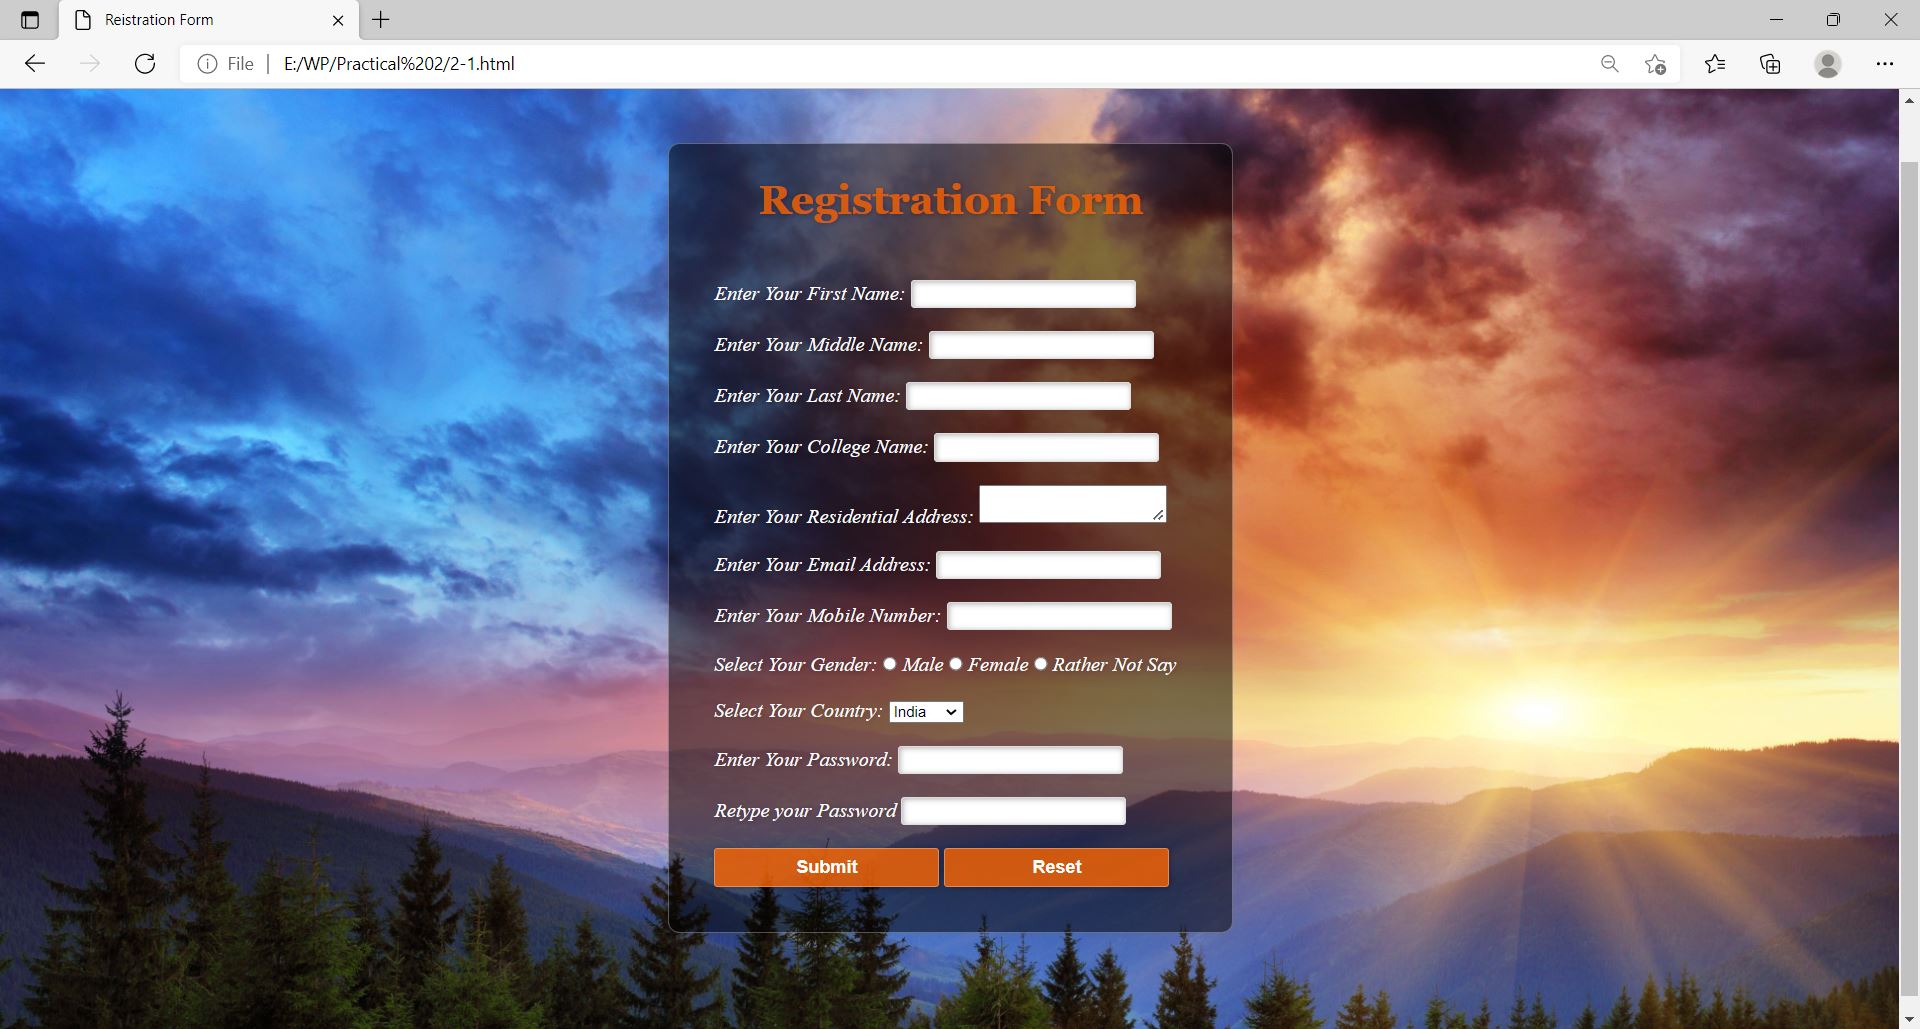 Reistration Form
File | E:/WP/Practical%202/2-1.html
Registration Form
Enter Your First Name:
Enter Your Middle Name:
Enter Your Last Name:
Enter Your College Name:
Enter Your Residential Address:
Enter Your Email Address:
Enter Your Mobile Number:
Select Your Gender: Male Female Rather Not Say
Select Your Country: India
Enter Your Password:
Retype your Password
Submit Reset